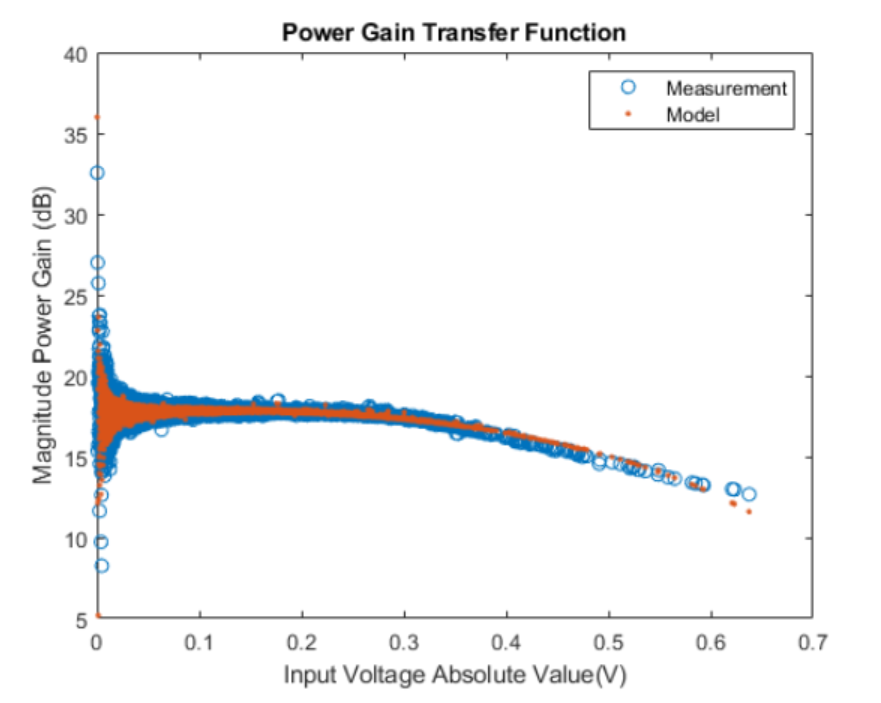 Power Gain Transfer Function
Measurement
Model
Magnitude Power Gain (dB)
40
35
30
25
20
15
10
5
0 0.1 0.2 0.3 0.4 0.5 0.6 0.7
Input Voltage Absolute Value(V)